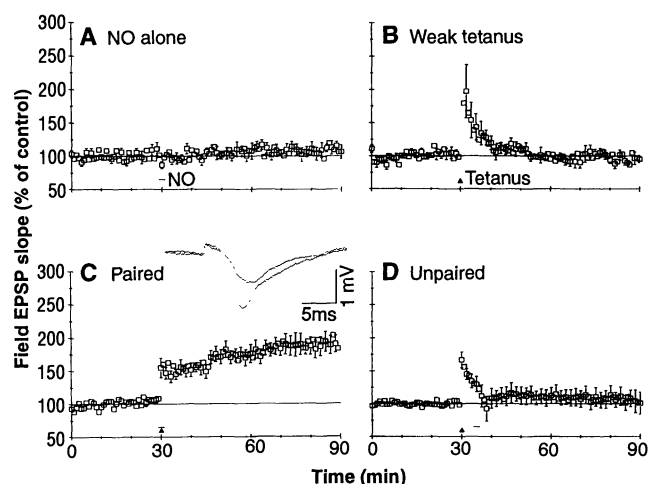 Field EPSP slope (% of control)
300
250
200
150
100
50
A NO alone
NO
B Weak tetanus
Tetanus
300
250
200
150
100
50
C Paired
5ms
1 mV
0 30 60 90
D Unpaired
0 30 60 90
Time (min)